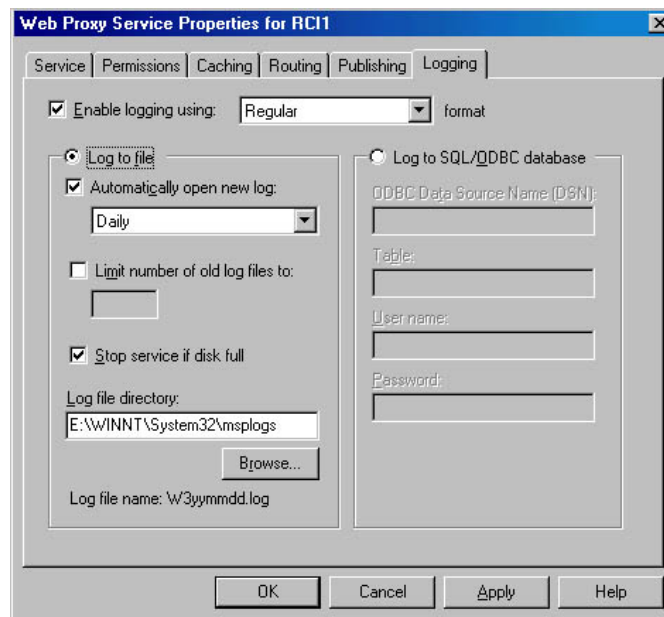 Web Proxy Service Properties for RCI1
Service Permissions Caching Routing Publishing Logging
Enable logging using: Regular format
Log to file
Automatically open new log:
Daily
Limit number of old log files to:
Stop service if disk full
Log file directory:
E:\WINNT\System32\msplogs
Browse...
Log file name: W3yymmdd.log
Log to SQL/ODBC database
ODBC Data Source Name (DSN):
Table:
User name:
Password:
OK Cancel Apply Help